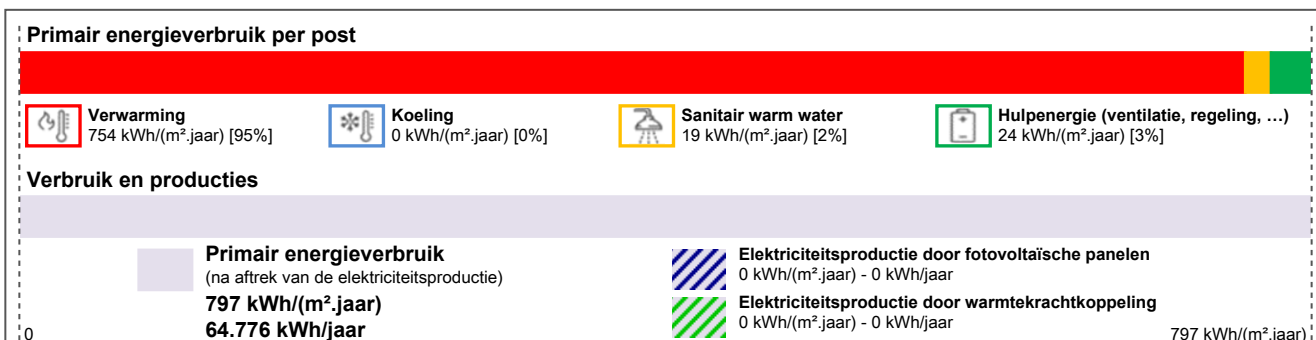 Primair energieverbruik per post
Verwarming
754 kWh/(m².jaar) [95%]
Koeling
0 kWh/(m².jaar) [0%]
Sanitair warm water
19 kWh/(m².jaar) [2%]
Hulpenergie (ventilatie, regeling, …)
24 kWh/(m².jaar) [3%]
Verbruik en producties
Primair energieverbruik
(na aftrek van de elektriciteitsproductie)
797 kWh/(m².jaar)
64.776 kWh/jaar
Elektriciteitsproductie door fotovoltaïsche panelen
0 kWh/(m².jaar) - 0 kWh/jaar
Elektriciteitsproductie door warmtekrachtkoppeling
0 kWh/(m².jaar) - 0 kWh/jaar
0
797 kWh/(m².jaar)